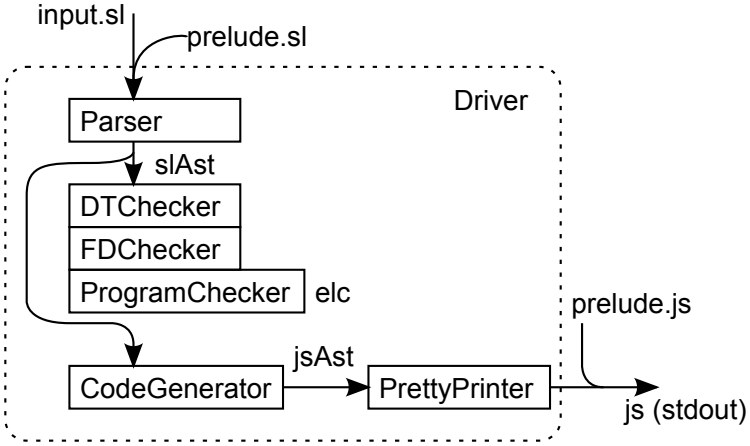 input.sl
prelude.sl
Driver
Parser
slAst
DTChecker
FDChecker
ProgramChecker elc
prelude.js
jsAst
CodeGenerator
PrettyPrinter
js (stdout)